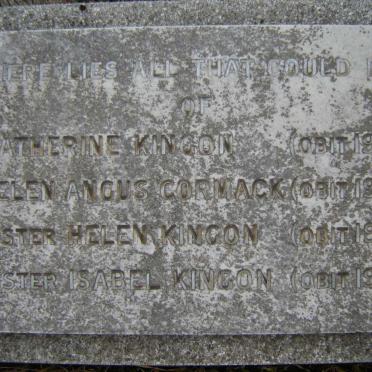 HERE LIES ALL THAT COULD
OF
ATHERINE KINGON (OBIT 19
ELEN ANGUS CORMACK (OBIT 19
STER HELEN KINGON (OBIT 19
STER ISABEL KINGON (OBIT 19